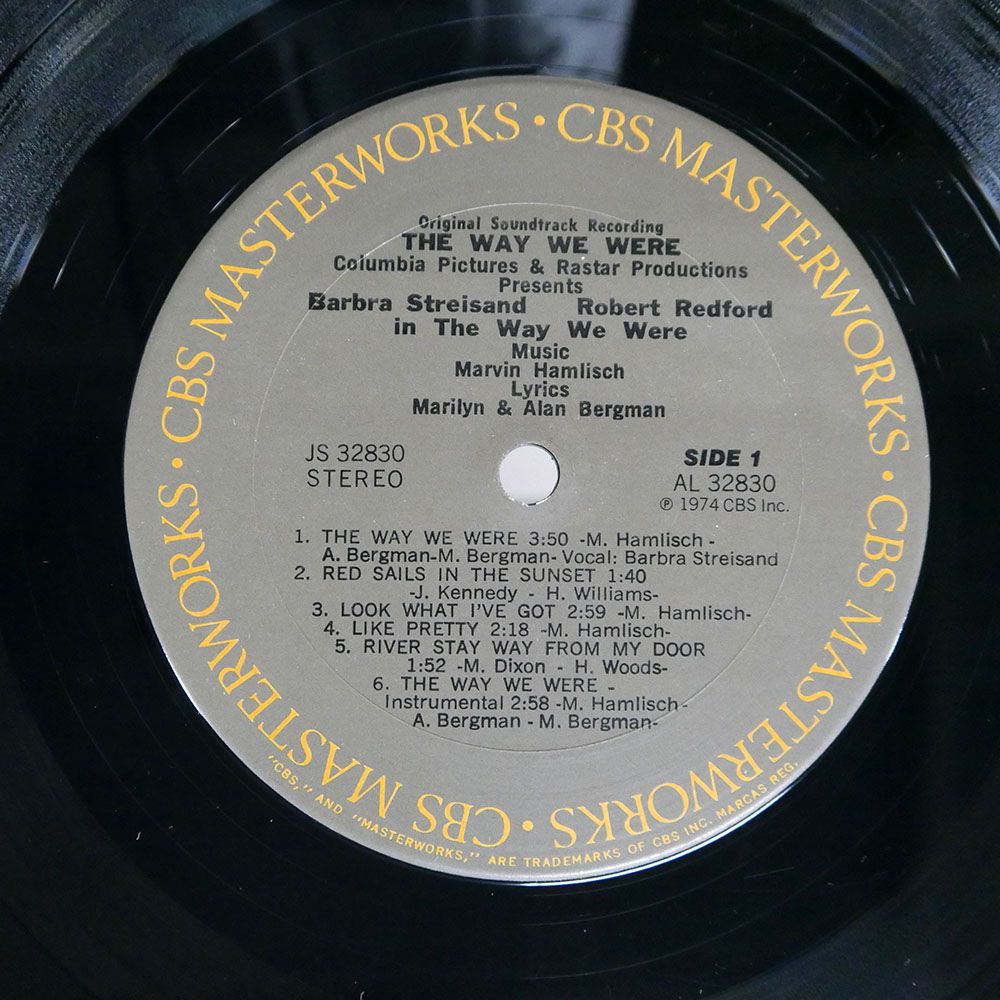 CBS MASTERWORKS · CBS MASTERWORKS · CBS MASTERWORKS · CBS MASTERWORKS · CBS MASTERWORKS ·
Original Soundtrack Recording
THE WAY WE WERE
Columbia Pictures & Rastar Productions
Presents
Barbra Streisand Robert Redford
in The Way We Were
Music
Marvin Hamlisch
Lyrics
Marilyn & Alan Bergman
JS 32830
STEREO
SIDE 1
AL 32830
℗ 1974 CBS Inc.
1. THE WAY WE WERE 3:50 -M. Hamlisch -
A. Bergman-M. Bergman- Vocal: Barbra Streisand
2. RED SAILS IN THE SUNSET 1:40
-J. Kennedy - H. Williams-
3. LOOK WHAT I'VE GOT 2:59 -M. Hamlisch-
4. LIKE PRETTY 2:18 -M. Hamlisch-
5. RIVER STAY WAY FROM MY DOOR
1:52 -M. Dixon - H. Woods-
6. THE WAY WE WERE -
Instrumental 2:58 -M. Hamlisch-
A. Bergman - M. Bergman-
"CBS," AND "MASTERWORKS," ARE TRADEMARKS OF CBS INC. MARCAS REG.